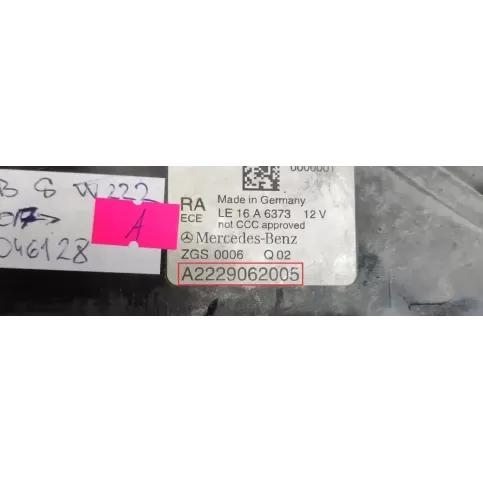 B S W222
017→
046128
A
0000001
RA
ECE
Made in Germany
LE 16 A 6373 12 V
not CCC approved
Mercedes-Benz
ZGS 0006 Q 02
A2229062005